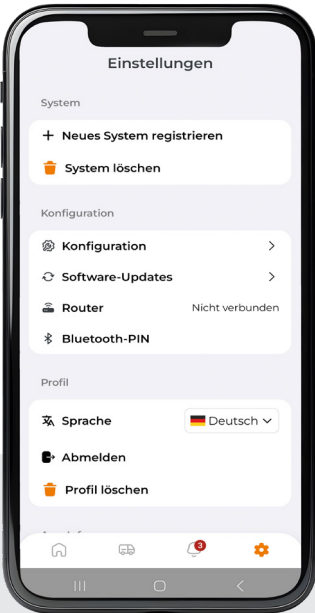 Einstellungen
System
Neues System registrieren
System löschen
Konfiguration
Konfiguration
Software-Updates
Router Nicht verbunden
Bluetooth-PIN
Profil
Sprache Deutsch
Abmelden
Profil löschen
3